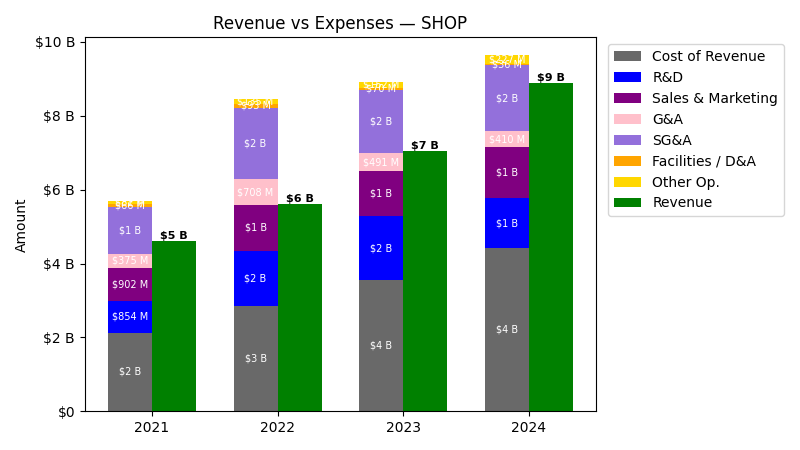 Revenue vs Expenses — SHOP
$10 B
$8 B
$6 B
$4 B
$2 B
$0
Amount
$5 B
$1 B
$375 M
$902 M
$854 M
$2 B
$6 B
$2 B
$708 M
$1 B
$2 B
$3 B
$7 B
$70 M
$2 B
$491 M
$1 B
$2 B
$4 B
$9 B
$2 B
$410 M
$1 B
$1 B
$4 B
2021
2022
2023
2024
Cost of Revenue
R&D
Sales & Marketing
G&A
SG&A
Facilities / D&A
Other Op.
Revenue